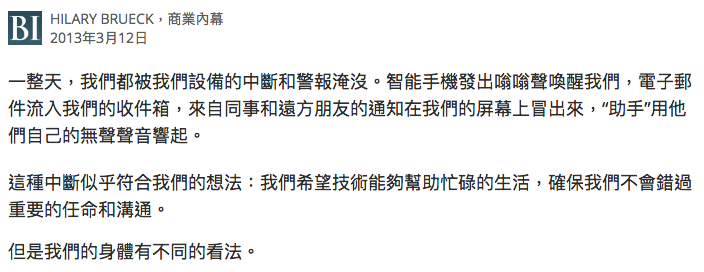 BI
HILARY BRUECK，商業內幕
2013年3月12日
一整天，我們都被我們設備的中斷和警報淹沒。智能手機發出嗡嗡聲喚醒我們，電子郵
件流入我們的收件箱，來自同事和遠方朋友的通知在我們的屏幕上冒出來，“助手”用他
們自己的無聲聲音響起。
這種中斷似乎符合我們的想法：我們希望技術能夠幫助忙碌的生活，確保我們不會錯過
重要的任命和溝通。
但是我們的身體有不同的看法。